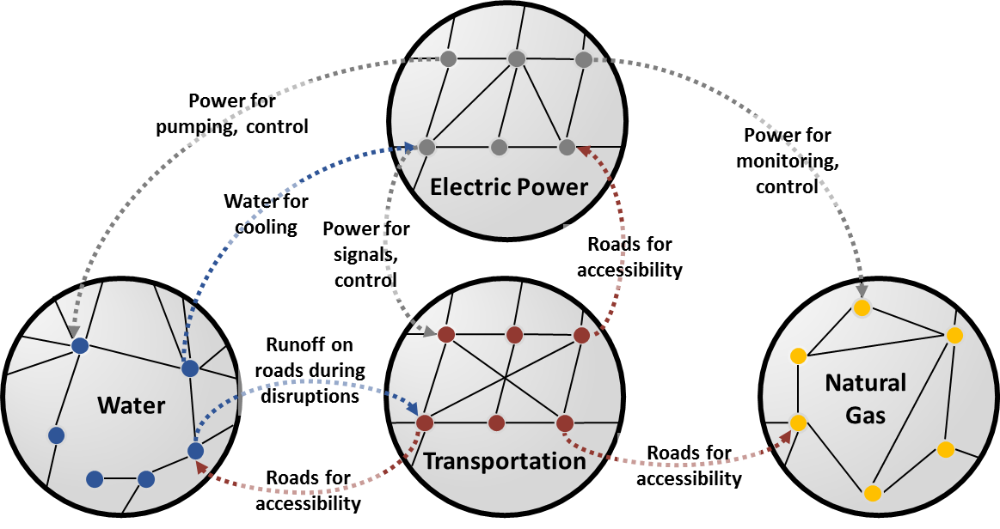 Power for
pumping, control
Power for
monitoring,
control
Electric Power
Water for
cooling
Power for
signals,
control
Roads for
accessibility
Runoff on
roads during
disruptions
Water
Natural
Gas
Transportation
Roads for
accessibility
Roads for
accessibility